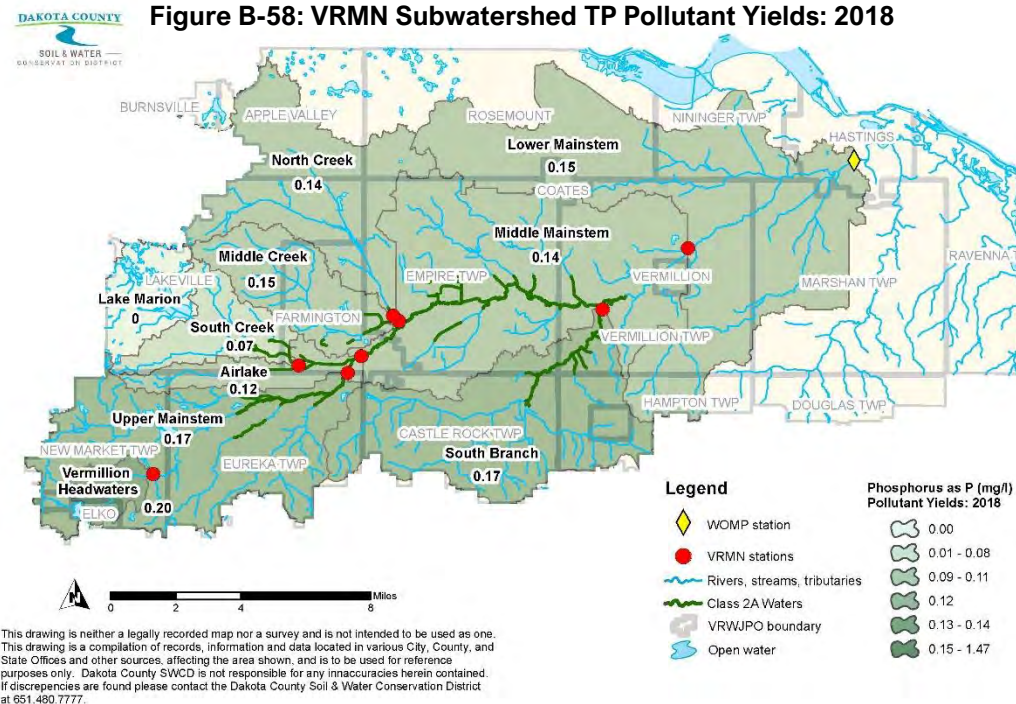 Figure B-58: VRMN Subwatershed TP Pollutant Yields: 2018
DAKOTA COUNTY
SOIL & WATER
CONSERVATION DISTRICT
BURNSVILLE
APPLE VALLEY
ROSEMOUNT
NININGER TWP
HASTINGS
Lower Mainstem
0.15
North Creek
0.14
COATES
Middle Mainstem
0.14
Middle Creek
0.15
LAKEVILLE
EMPIRE TWP
VERMILLION
RAVENNA T
MARSHAN TWP
Lake Marion
0
FARMINGTON
South Creek
0.07
VERMILLION TWP
Airlake
0.12
HAMPTON TWP
DOUGLAS TWP
Upper Mainstem
0.17
CASTLE ROCK TWP
NEW MARKET TWP
South Branch
0.17
EUREKA TWP
Vermillion
Headwaters
0.20
ELKO
Legend
WOMP station
VRMN stations
Rivers, streams, tributaries
Class 2A Waters
VRWJPO boundary
Open water
Phosphorus as P (mg/l)
Pollutant Yields: 2018
0.00
0.01 - 0.08
0.09 - 0.11
0.12
0.13 - 0.14
0.15 - 1.47
N
Miles
0 2 4 8
This drawing is neither a legally recorded map nor a survey and is not intended to be used as one.
This drawing is a compilation of records, information and data located in various City, County, and
State Offices and other sources, affecting the area shown, and is to be used for reference
purposes only. Dakota County SWCD is not responsible for any innaccuracies herein contained.
If discrepancies are found please contact the Dakota County Soil & Water Conservation District
at 651.480.7777.